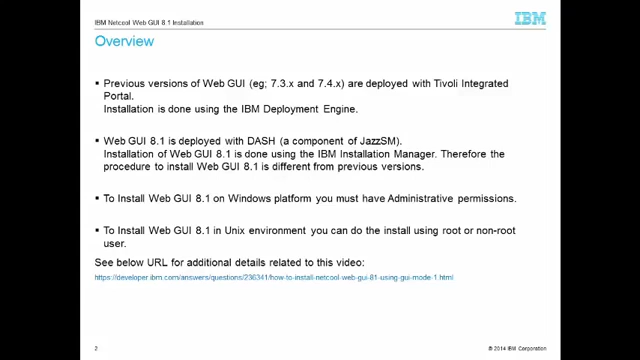 IBM Netcool Web GUI 8.1 Installation
IBM
Overview
▪ Previous versions of Web GUI (eg; 7.3.x and 7.4.x) are deployed with Tivoli Integrated
Portal.
Installation is done using the IBM Deployment Engine.
▪ Web GUI 8.1 is deployed with DASH (a component of JazzSM).
Installation of Web GUI 8.1 is done using the IBM Installation Manager. Therefore the
procedure to install Web GUI 8.1 is different from previous versions.
▪ To Install Web GUI 8.1 on Windows platform you must have Administrative permissions.
▪ To Install Web GUI 8.1 in Unix environment you can do the install using root or non-root
user.
See below URL for additional details related to this video:
https://developer.ibm.com/answers/questions/236341/how-to-install-netcool-web-gui-81-using-gui-mode-1.html
2
© 2014 IBM Corporation